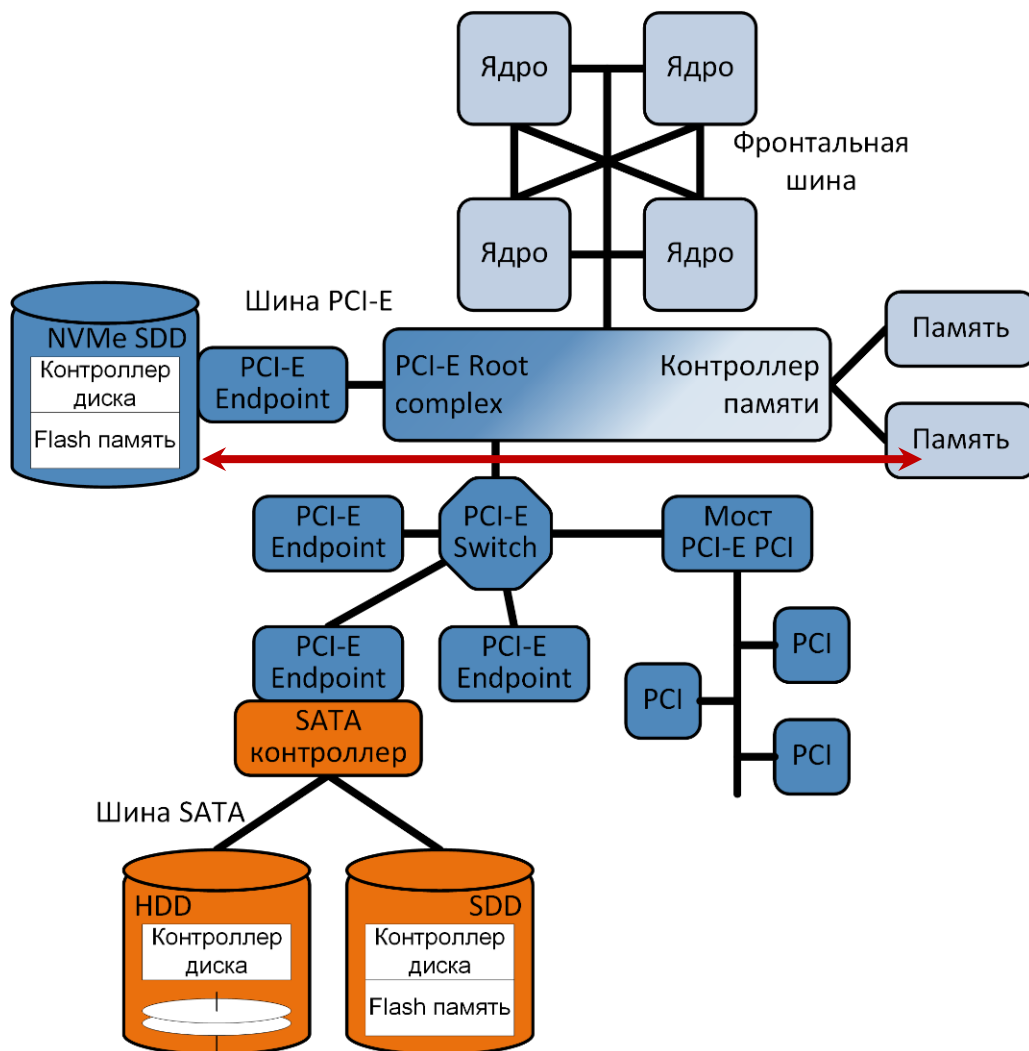 Ядро
Ядро
Фронтальная
шина
Ядро
Ядро
Шина PCI-E
NVMe SDD
Контроллер
диска
Flash память
PCI-E
Endpoint
PCI-E Root
complex
Контроллер
памяти
Память
Память
PCI-E
Endpoint
PCI-E
Switch
Мост
PCI-E PCI
PCI-E
Endpoint
PCI-E
Endpoint
PCI
PCI
PCI
SATA
контроллер
Шина SATA
HDD
Контроллер
диска
SDD
Контроллер
диска
Flash память